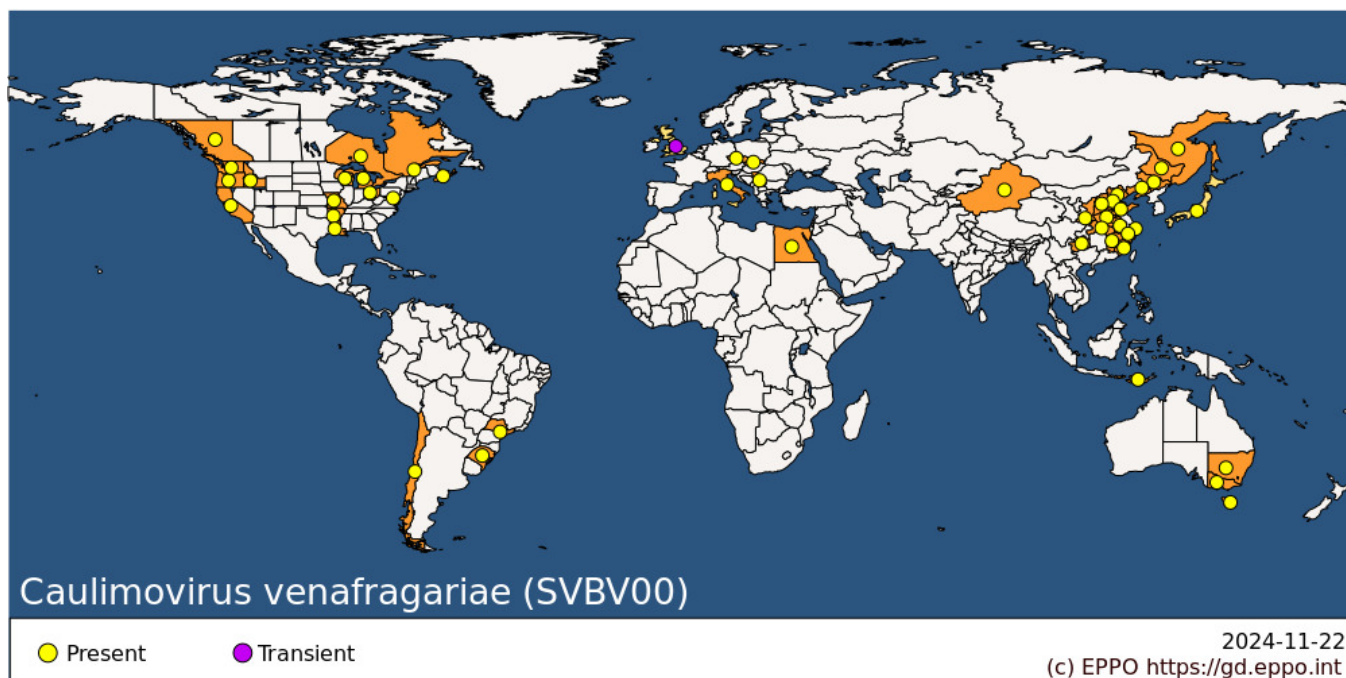 Caulimovirus venafragariae (SVBV00)
Present
Transient
2024-11-22
(c) EPPO https://gd.eppo.int